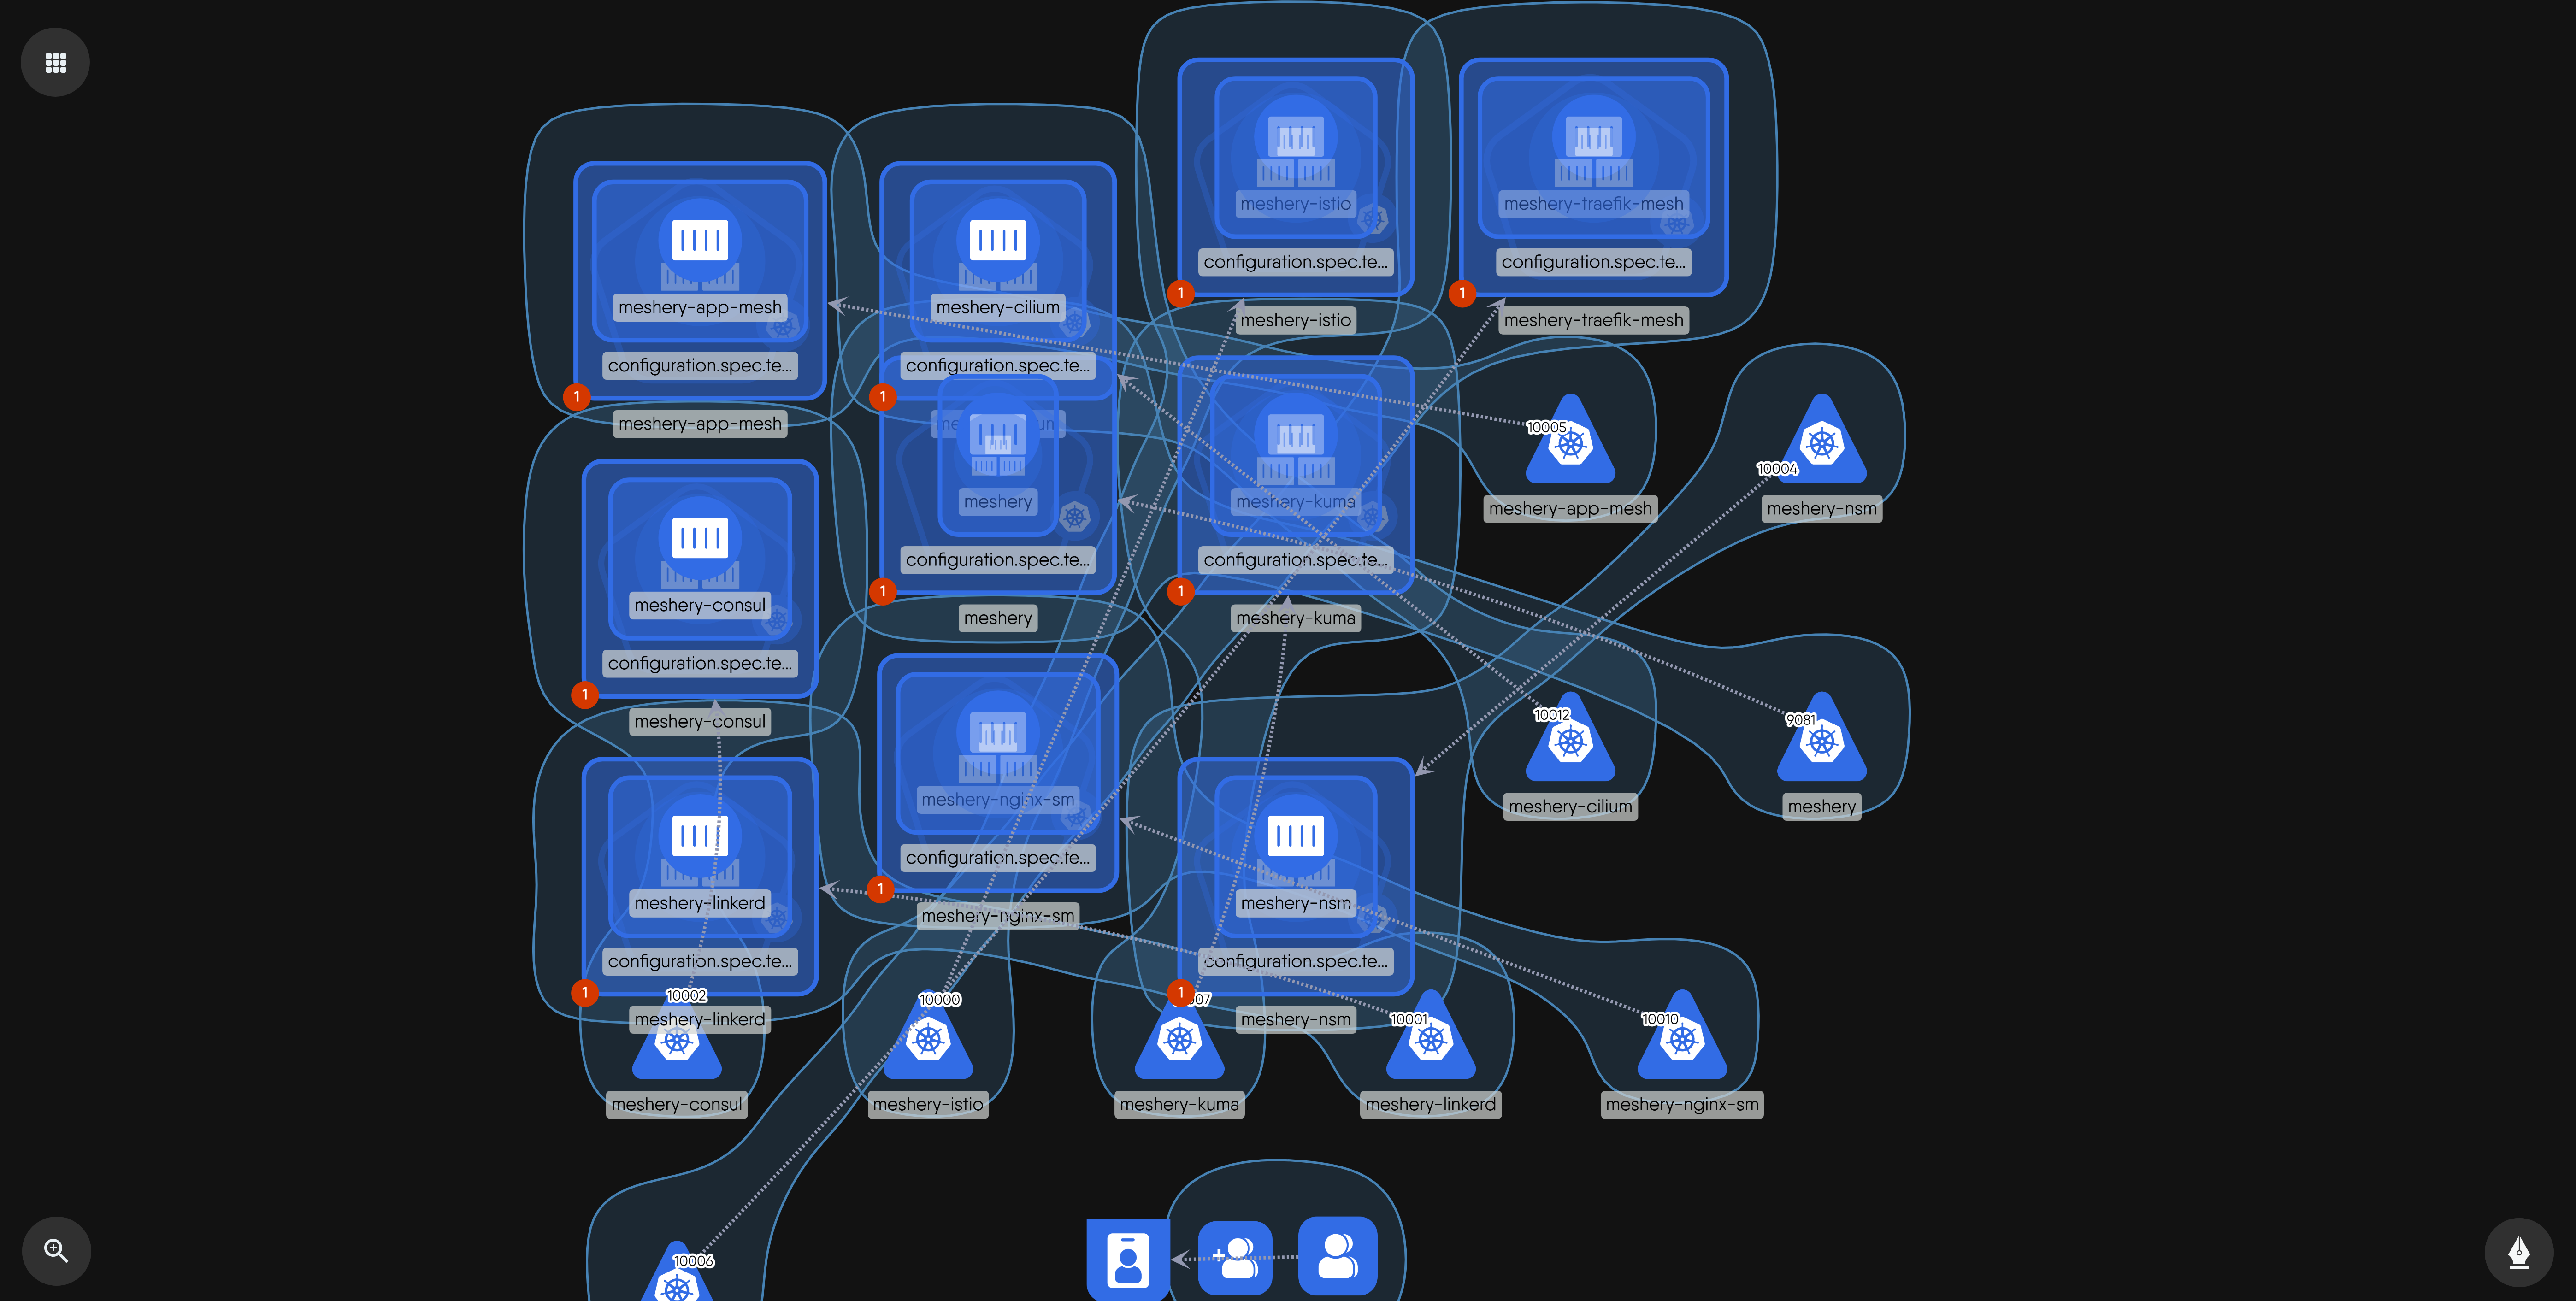 meshery-istio
meshery-traefik-mesh
configuration.spec.te...
configuration.spec.te...
1
1
meshery-istio
meshery-traefik-mesh
meshery-app-mesh
meshery-cilium
configuration.spec.te...
configuration.spec.te...
1
1
meshery-app-mesh
10005
10004
meshery
meshery-kuma
meshery-app-mesh
meshery-nsm
configuration.spec.te...
configuration.spec.te...
1
1
meshery
meshery-kuma
meshery-consul
configuration.spec.te...
1
meshery-consul
10012
9081
meshery-nginx-sm
meshery-cilium
meshery
configuration.spec.te...
1
meshery-nginx-sm
meshery-linkerd
meshery-nsm
configuration.spec.te...
configuration.spec.te...
1
10002
10000
1
07
meshery-linkerd
meshery-nsm
10001
10010
meshery-consul
meshery-istio
meshery-kuma
meshery-linkerd
meshery-nginx-sm
10006